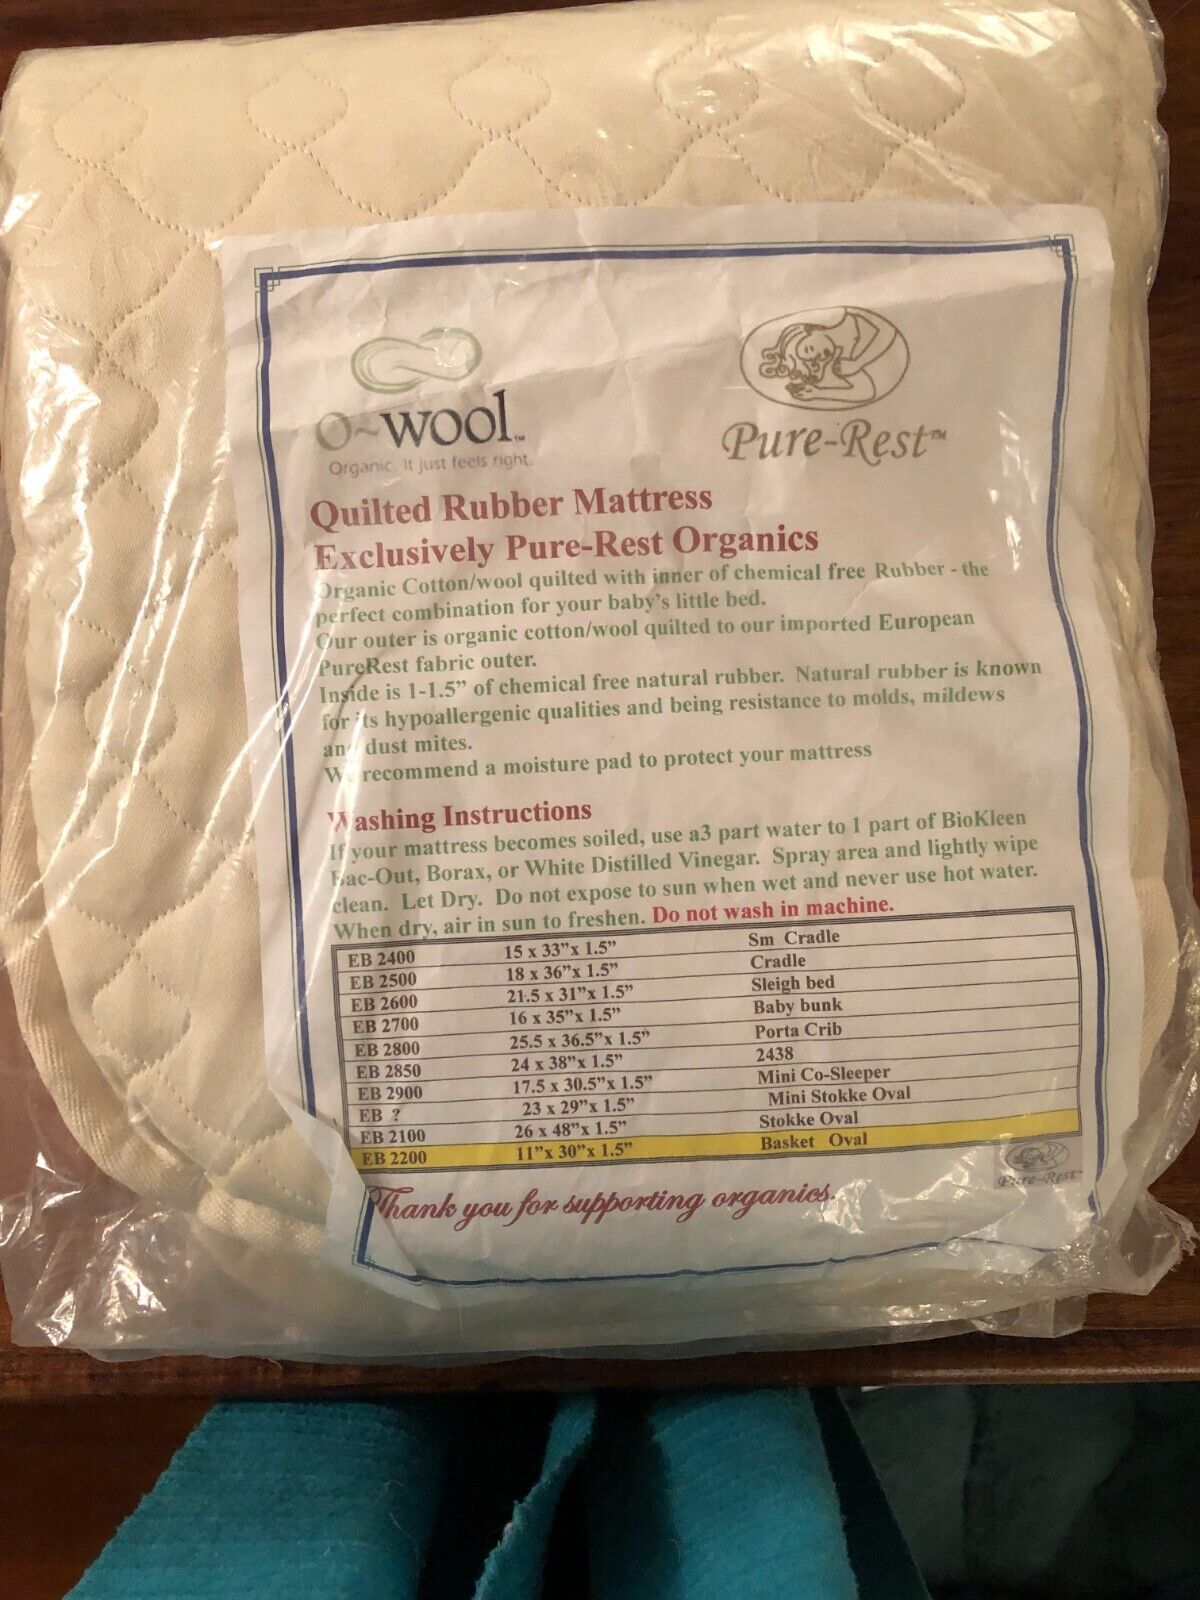 O~wool™
Organic. It just feels right.
Pure-Rest™
Quilted Rubber Mattress
Exclusively Pure-Rest Organics
Organic Cotton/wool quilted with inner of chemical free Rubber - the
perfect combination for your baby's little bed.
Our outer is organic cotton/wool quilted to our imported European
PureRest fabric outer.
Inside is 1-1.5" of chemical free natural rubber. Natural rubber is known
for its hypoallergenic qualities and being resistance to molds, mildews
and dust mites.
We recommend a moisture pad to protect your mattress
Washing Instructions
If your mattress becomes soiled, use a3 part water to 1 part of BioKleen
Bac-Out, Borax, or White Distilled Vinegar. Spray area and lightly wipe
clean. Let Dry. Do not expose to sun when wet and never use hot water.
When dry, air in sun to freshen. Do not wash in machine.
EB 2400 15 x 33"x 1.5" Sm Cradle
EB 2500 18 x 36"x 1.5" Cradle
EB 2600 21.5 x 31"x 1.5" Sleigh bed
EB 2700 16 x 35"x 1.5" Baby bunk
EB 2800 25.5 x 36.5"x 1.5" Porta Crib
EB 2850 24 x 38"x 1.5" 2438
EB 2900 17.5 x 30.5"x 1.5" Mini Co-Sleeper
EB ? 23 x 29"x 1.5" Mini Stokke Oval
EB 2100 26 x 48"x 1.5" Stokke Oval
EB 2200 11"x 30"x 1.5" Basket Oval
Pure-Rest™
Thank you for supporting organics.